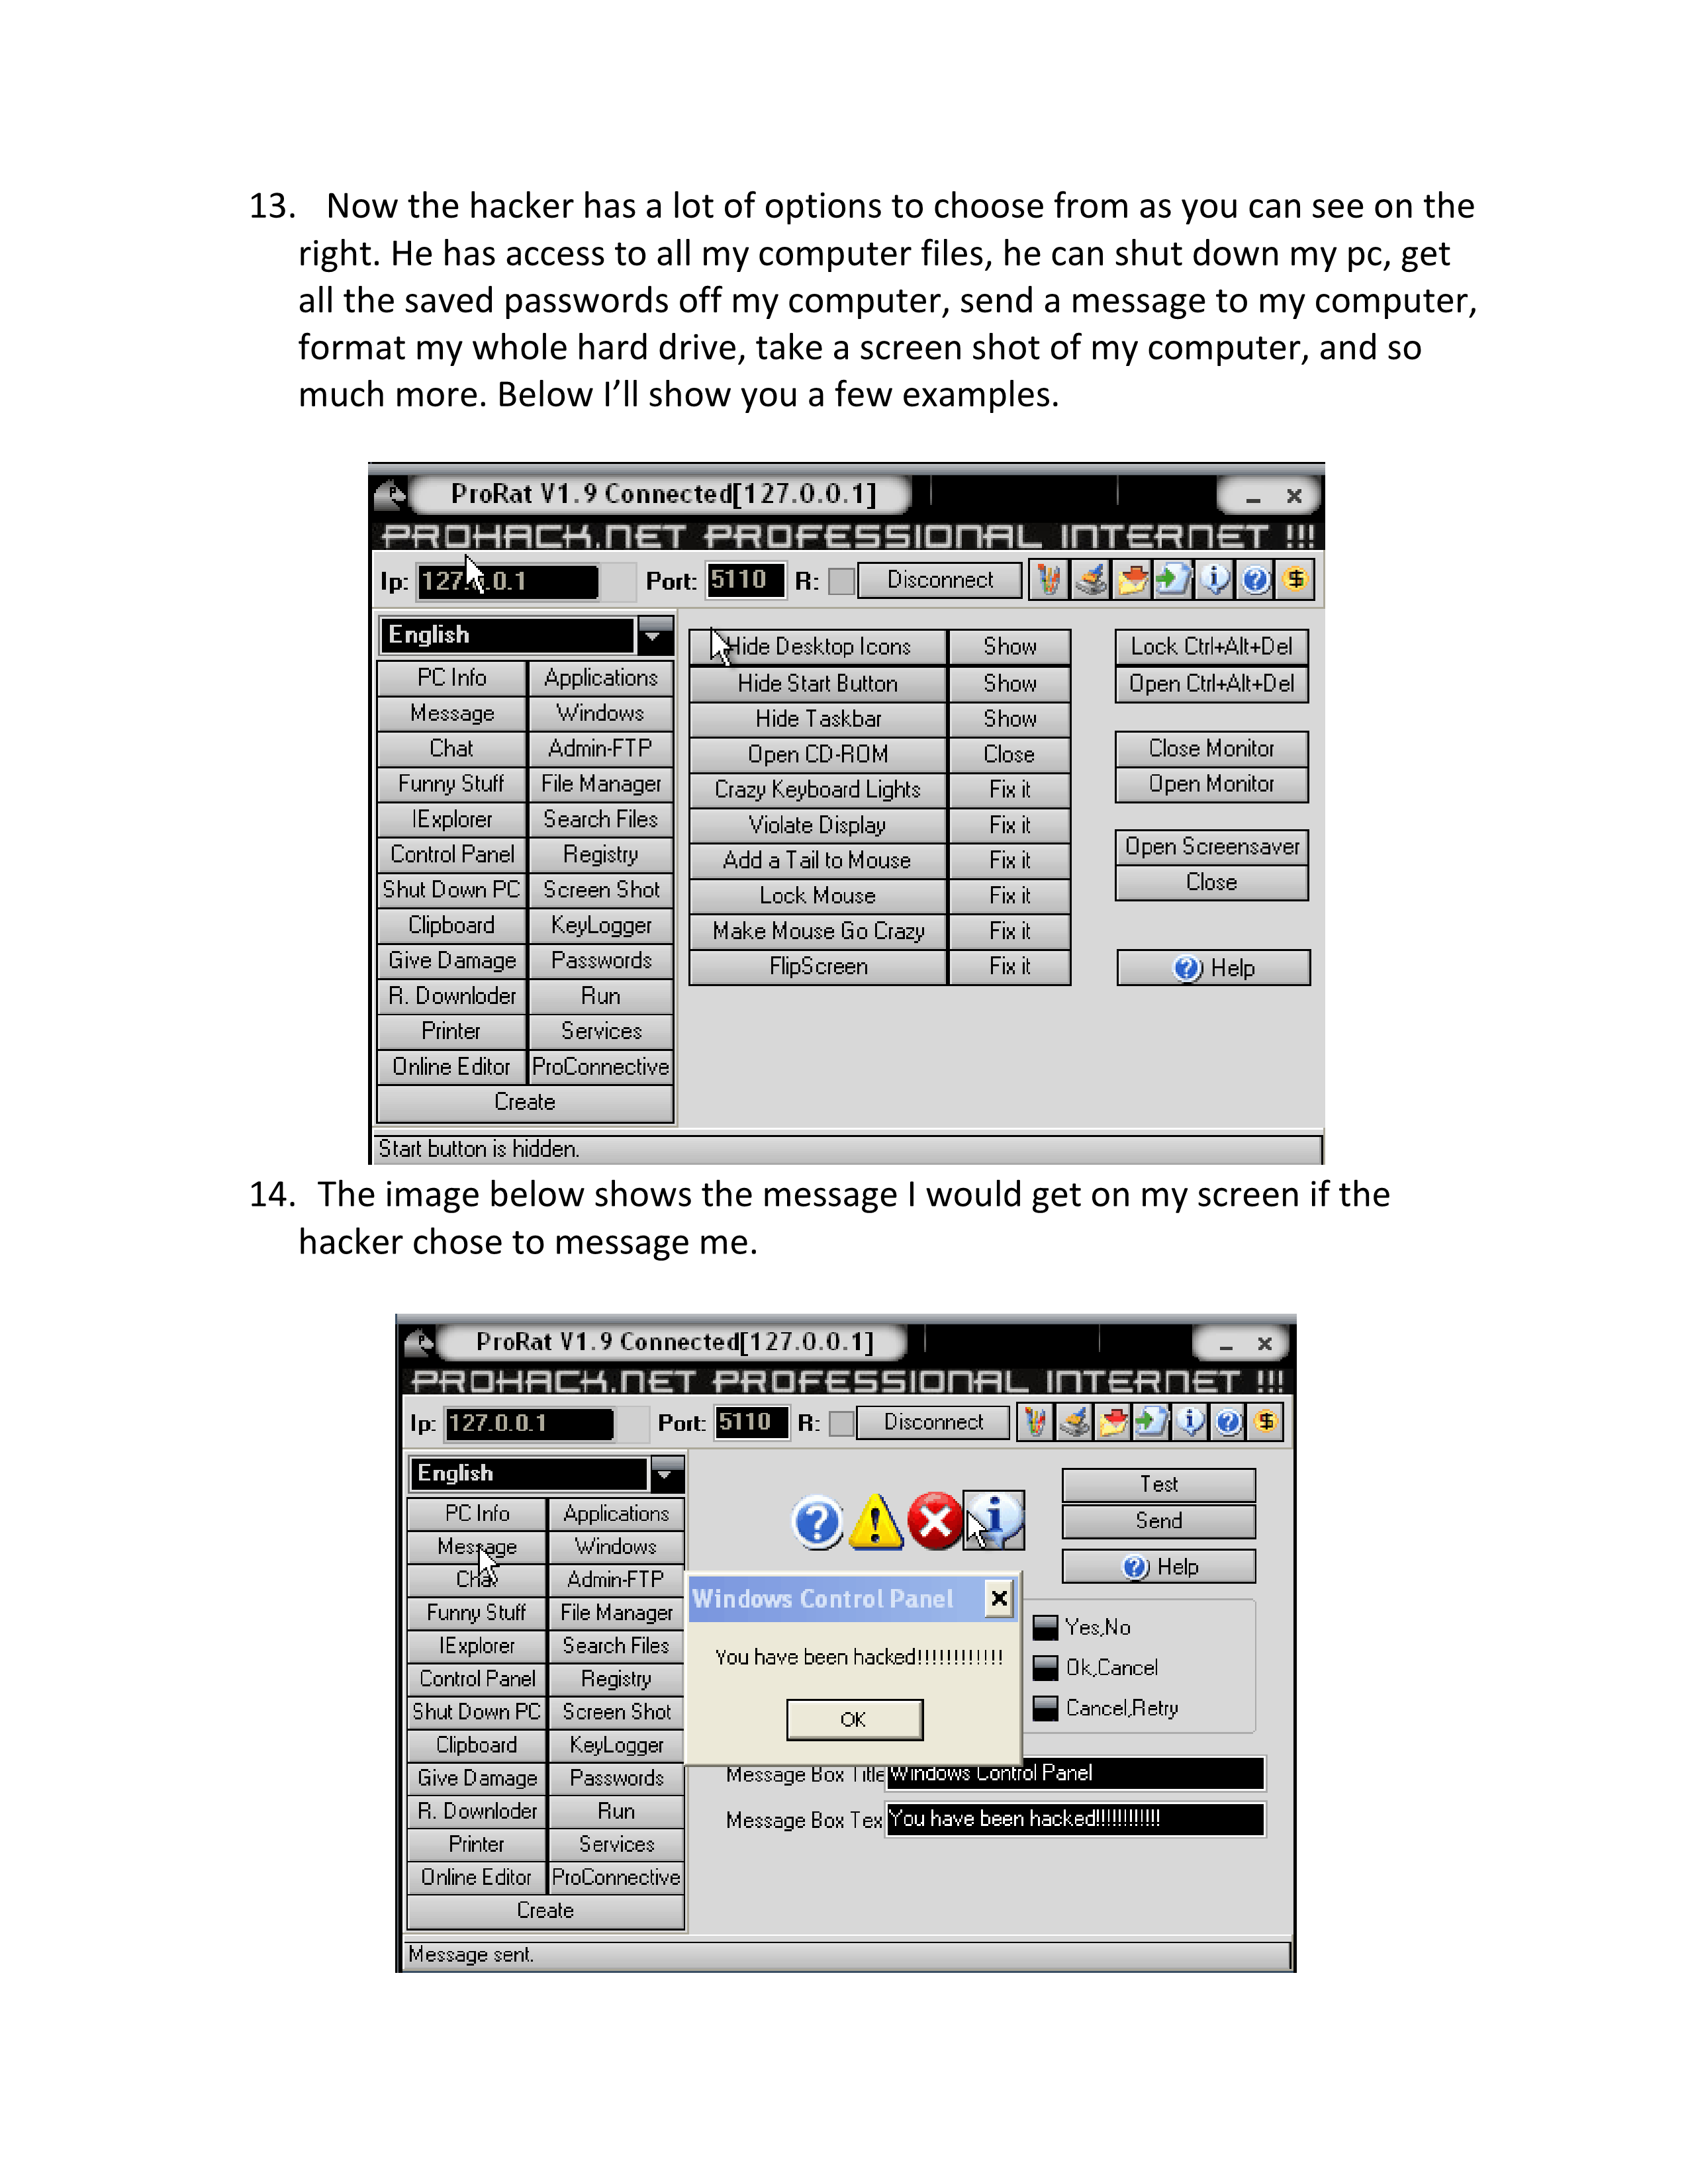 13. Now the hacker has a lot of options to choose from as you can see on the
right. He has access to all my computer files, he can shut down my pc, get
all the saved passwords off my computer, send a message to my computer,
format my whole hard drive, take a screen shot of my computer, and so
much more. Below I’ll show you a few examples.
ProRat V1.9 Connected[127.0.0.1]
PROHACK.NET PROFESSIONAL INTERNET !!!
Ip: 127.0.0.1 Port: 5110 R: Disconnect
English
PC Info Applications
Message Windows
Chat Admin-FTP
Funny Stuff File Manager
IExplorer Search Files
Control Panel Registry
Shut Down PC Screen Shot
Clipboard KeyLogger
Give Damage Passwords
R. Downloder Run
Printer Services
Online Editor ProConnective
Create
Hide Desktop Icons Show
Hide Start Button Show
Hide Taskbar Show
Open CD-ROM Close
Crazy Keyboard Lights Fix it
Violate Display Fix it
Add a Tail to Mouse Fix it
Lock Mouse Fix it
Make Mouse Go Crazy Fix it
FlipScreen Fix it
Lock Ctrl+Alt+Del
Open Ctrl+Alt+Del
Close Monitor
Open Monitor
Open Screensaver
Close
Help
Start button is hidden.
14. The image below shows the message I would get on my screen if the
hacker chose to message me.
ProRat V1.9 Connected[127.0.0.1]
PROHACK.NET PROFESSIONAL INTERNET !!!
Ip: 127.0.0.1 Port: 5110 R: Disconnect
English
PC Info Applications
Message Windows
Chat Admin-FTP
Funny Stuff File Manager
IExplorer Search Files
Control Panel Registry
Shut Down PC Screen Shot
Clipboard KeyLogger
Give Damage Passwords
R. Downloder Run
Printer Services
Online Editor ProConnective
Create
Test
Send
Help
Windows Control Panel
You have been hacked!!!!!!!!!!!!
OK
Yes,No
Ok,Cancel
Cancel,Retry
Message Box Title Windows Control Panel
Message Box Tex You have been hacked!!!!!!!!!!!!
Message sent.